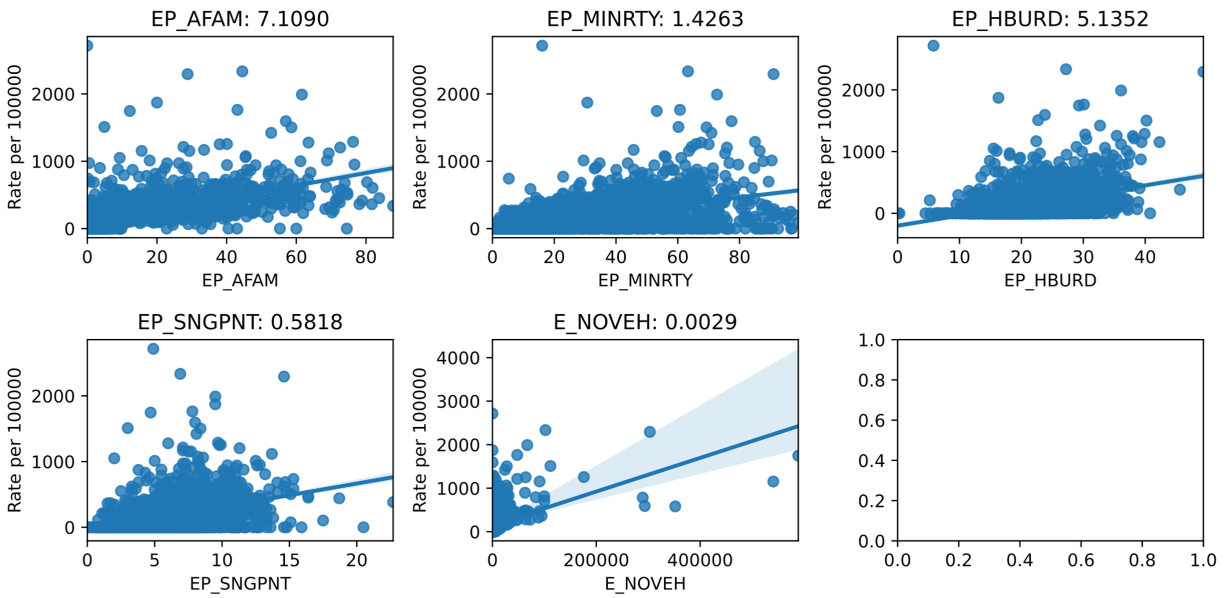 EP_AFAM: 7.1090
Rate per 100000
2000
1000
0
0 20 40 60 80
EP_AFAM
EP_MINRTY: 1.4263
Rate per 100000
2000
1000
0
0 20 40 60 80
EP_MINRTY
EP_HBURD: 5.1352
Rate per 100000
2000
1000
0
0 10 20 30 40
EP_HBURD
EP_SNGPNT: 0.5818
Rate per 100000
2000
1000
0
0 5 10 15 20
EP_SNGPNT
E_NOVEH: 0.0029
Rate per 100000
4000
3000
2000
1000
0
0 200000 400000
E_NOVEH
1.0
0.8
0.6
0.4
0.2
0.0
0.0 0.2 0.4 0.6 0.8 1.0